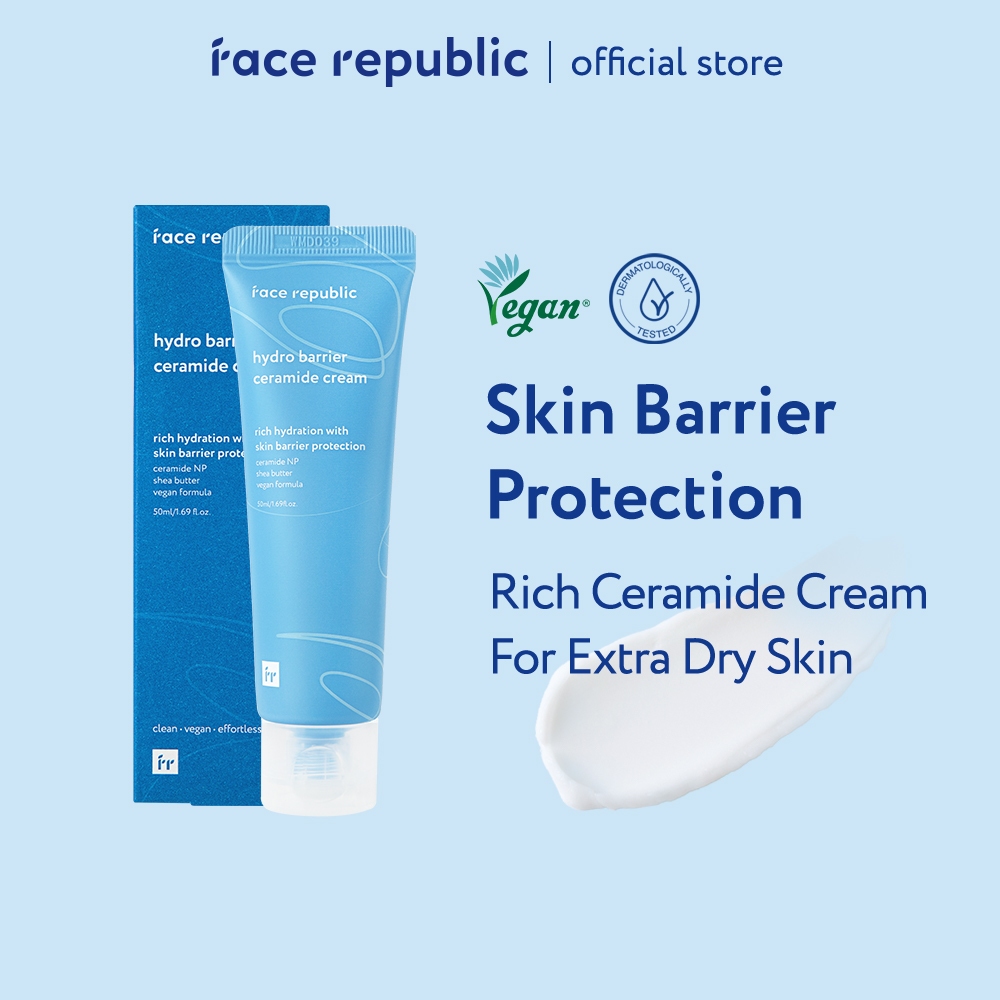 face republic | official store
face re
hydro barr
ceramide c
rich hydration w
skin barrier prote
ceramide NP
shea butter
vegan formula
50ml/1.69 fl.oz.
clean · vegan · effortless
fr
WMD039
face republic
hydro barrier
ceramide cream
rich hydration with
skin barrier protection
ceramide NP
shea butter
vegan formula
50ml/1.69fl.oz.
fr
Vegan®
DERMATOLOGICALLY
TESTED
Skin Barrier
Protection
Rich Ceramide Cream
For Extra Dry Skin